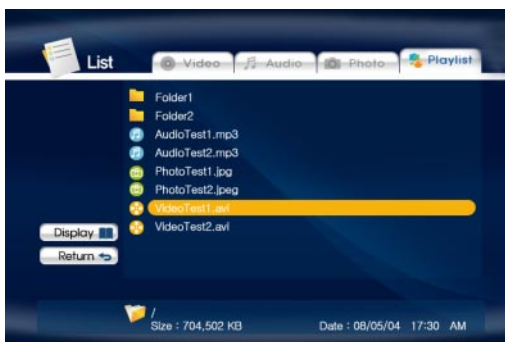 List
Video
Audio
Photo
Playlist
Folder1
Folder2
AudioTest1.mp3
AudioTest2.mp3
PhotoTest1.jpg
PhotoTest2.jpeg
VideoTest1.avi
VideoTest2.avi
Display
Return
/
Size : 704,502 KB
Date : 08/05/04 17:30 AM